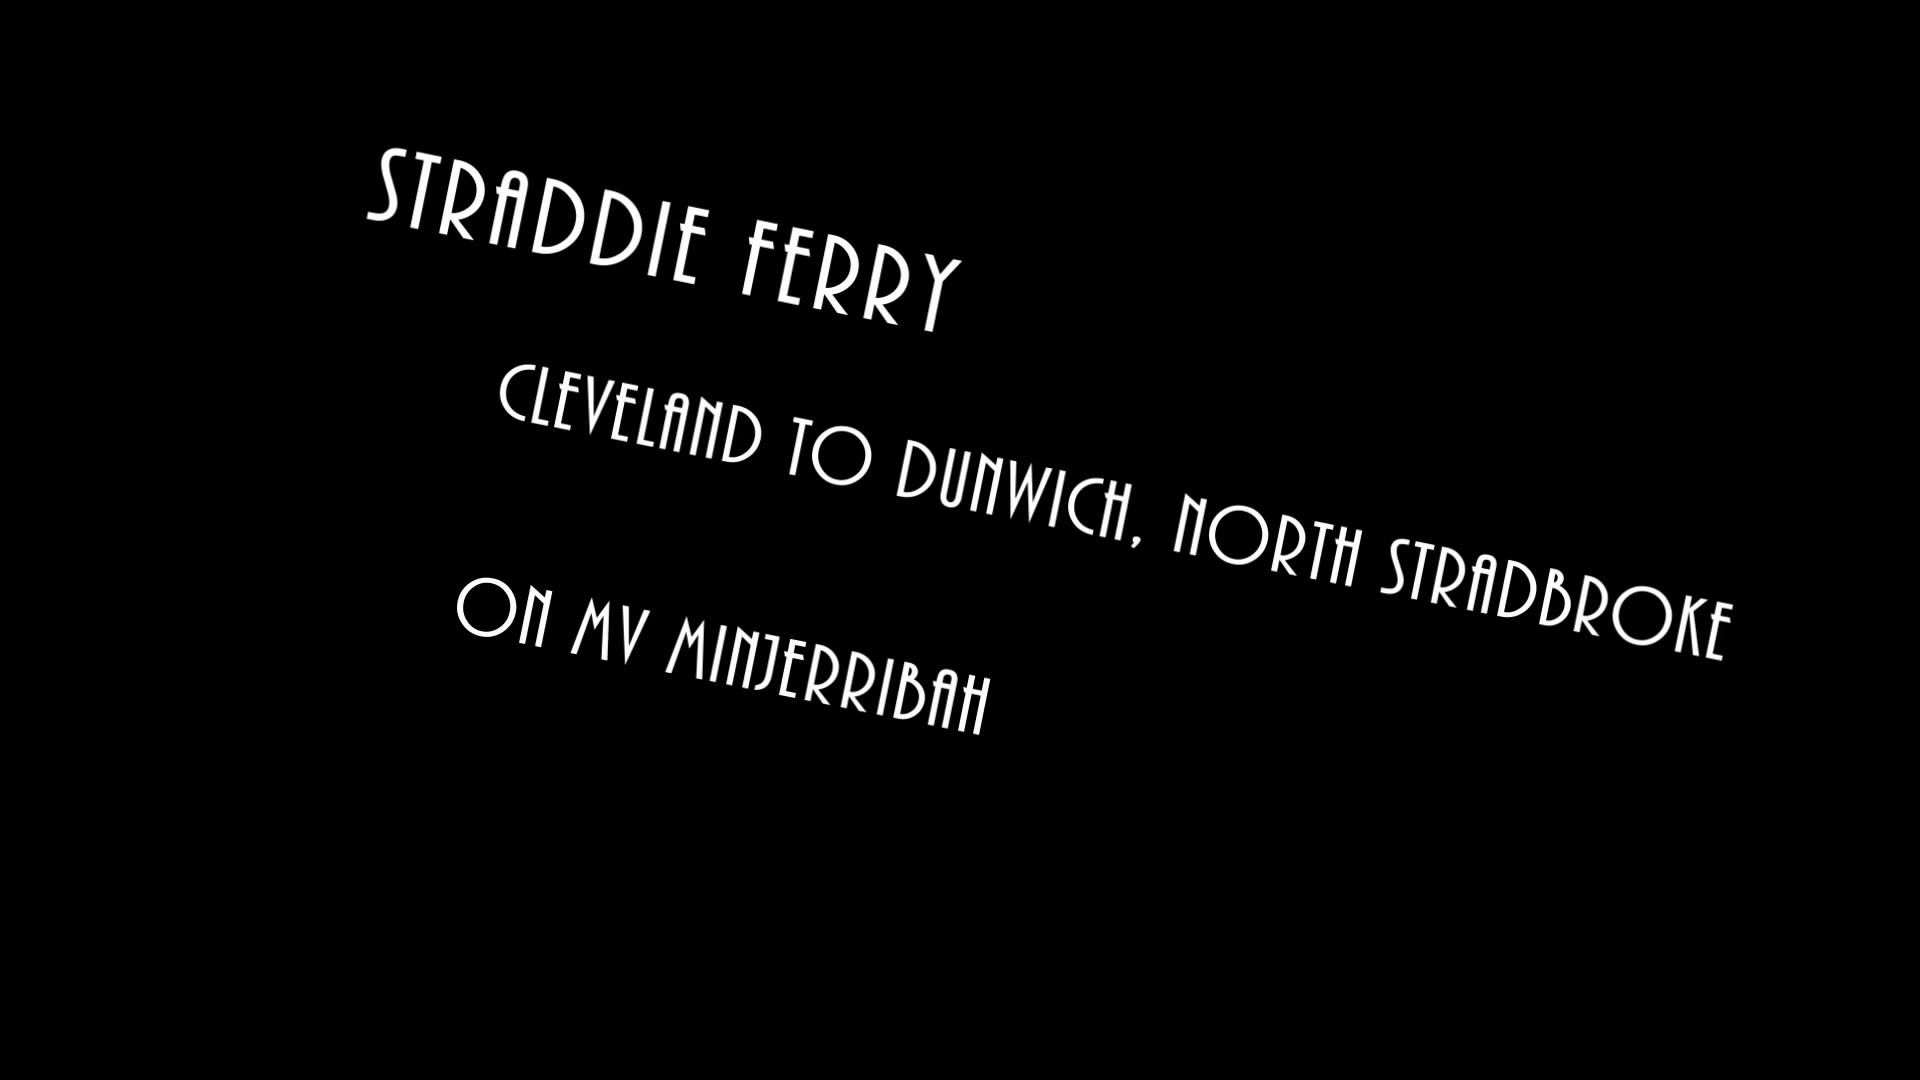 STRADDIE FERRY
CLEVELAND TO DUNWICH, NORTH STRADBROKE
ON MV MINJERRIBAH